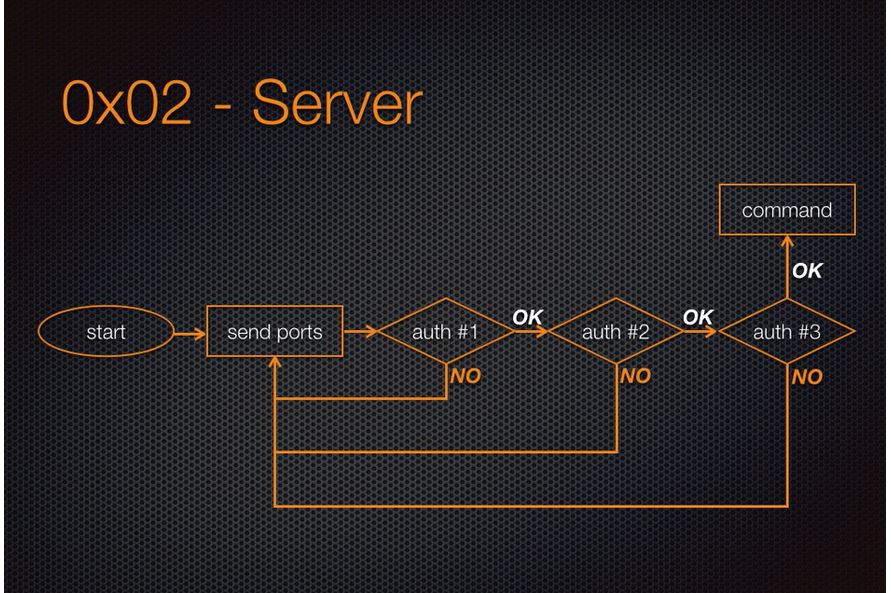 0x02 - Server
command
OK
start
send ports
auth #1
OK
auth #2
OK
auth #3
NO
NO
NO